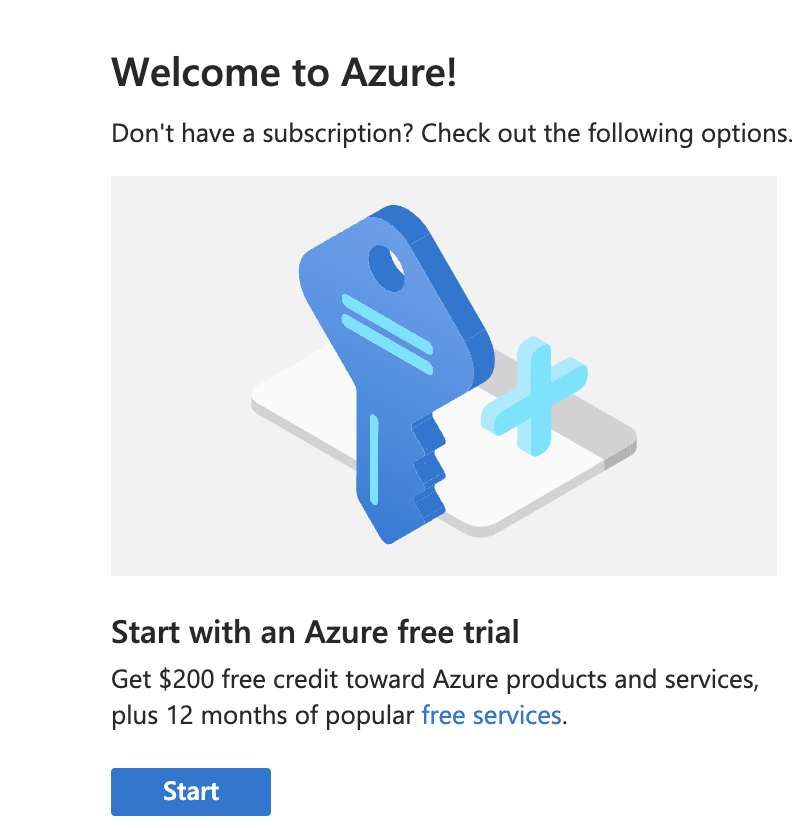 Welcome to Azure!
Don't have a subscription? Check out the following options.
Start with an Azure free trial
Get $200 free credit toward Azure products and services,
plus 12 months of popular free services.
Start